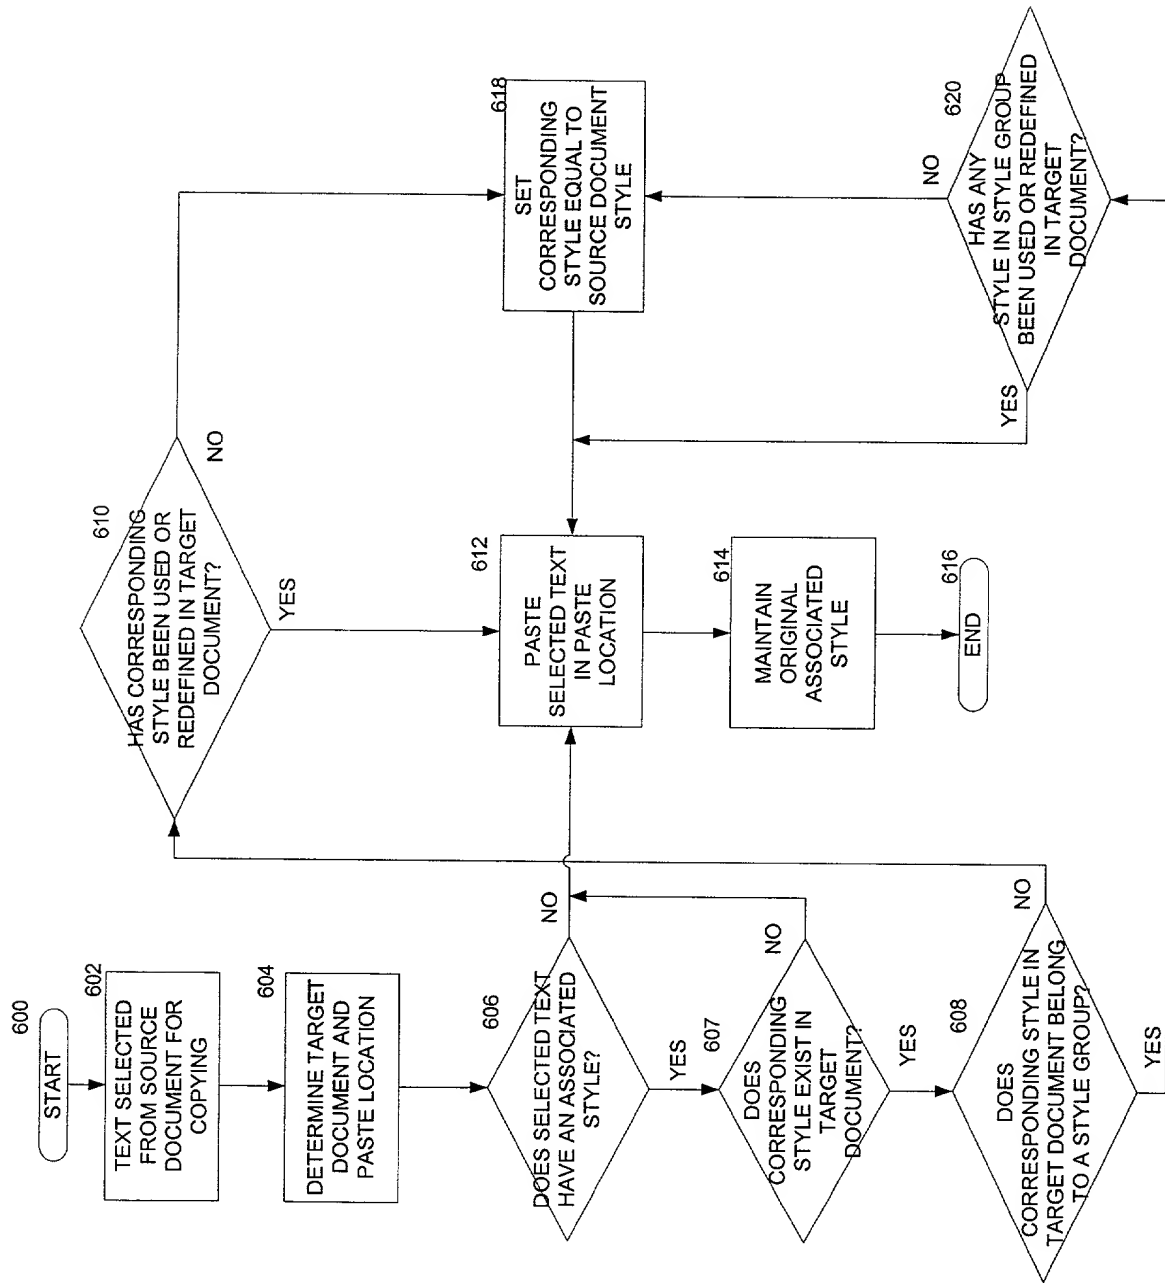 600
START
602
TEXT SELECTED
FROM SOURCE
DOCUMENT FOR
COPYING
604
DETERMINE TARGET
DOCUMENT AND
PASTE LOCATION
606
DOES SELECTED TEXT
HAVE AN ASSOCIATED
STYLE?
NO
YES
607
DOES
CORRESPONDING
STYLE EXIST IN
TARGET
DOCUMENT?
NO
YES
608
DOES
CORRESPONDING STYLE IN
TARGET DOCUMENT BELONG
TO A STYLE GROUP?
NO
YES
610
HAS CORRESPONDING
STYLE BEEN USED OR
REDEFINED IN TARGET
DOCUMENT?
NO
YES
612
PASTE
SELECTED TEXT
IN PASTE
LOCATION
614
MAINTAIN
ORIGINAL
ASSOCIATED
STYLE
616
END
618
SET
CORRESPONDING
STYLE EQUAL TO
SOURCE DOCUMENT
STYLE
620
HAS ANY
STYLE IN STYLE GROUP
BEEN USED OR REDEFINED
IN TARGET
DOCUMENT?
NO
YES